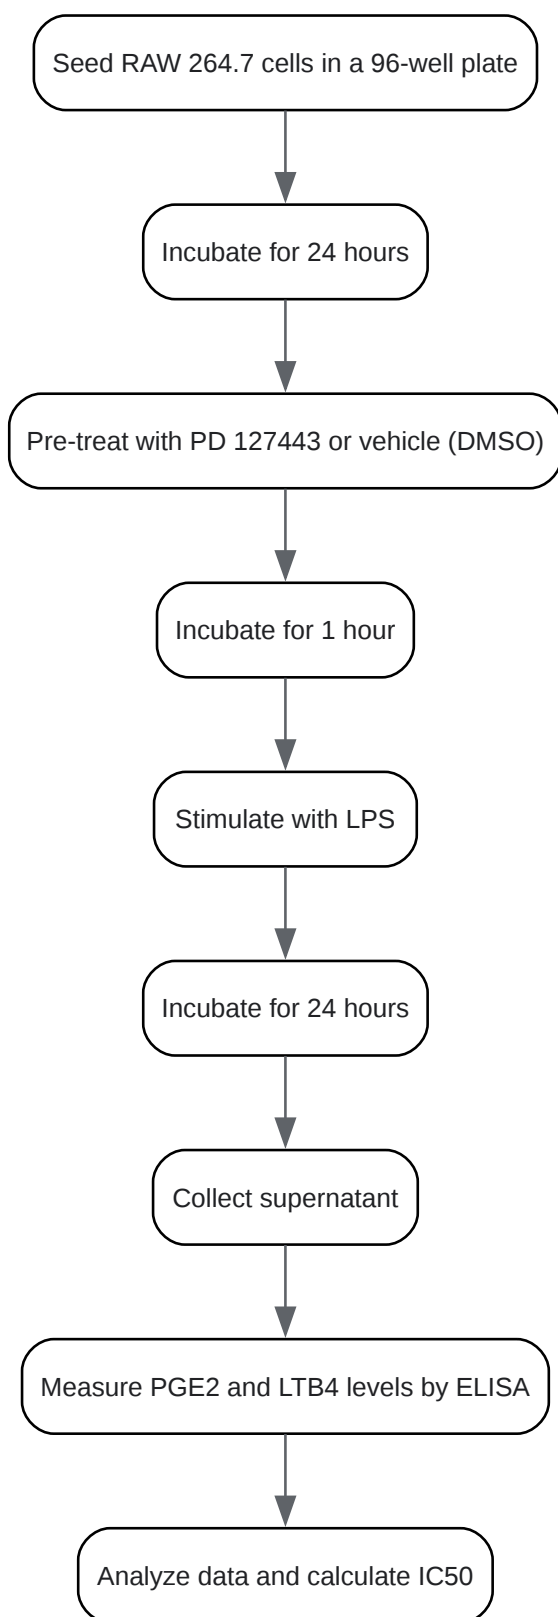 Seed RAW 264.7 cells in a 96-well plate
Incubate for 24 hours
Pre-treat with PD 127443 or vehicle (DMSO)
Incubate for 1 hour
Stimulate with LPS
Incubate for 24 hours
Collect supernatant
Measure PGE2 and LTB4 levels by ELISA
Analyze data and calculate IC50